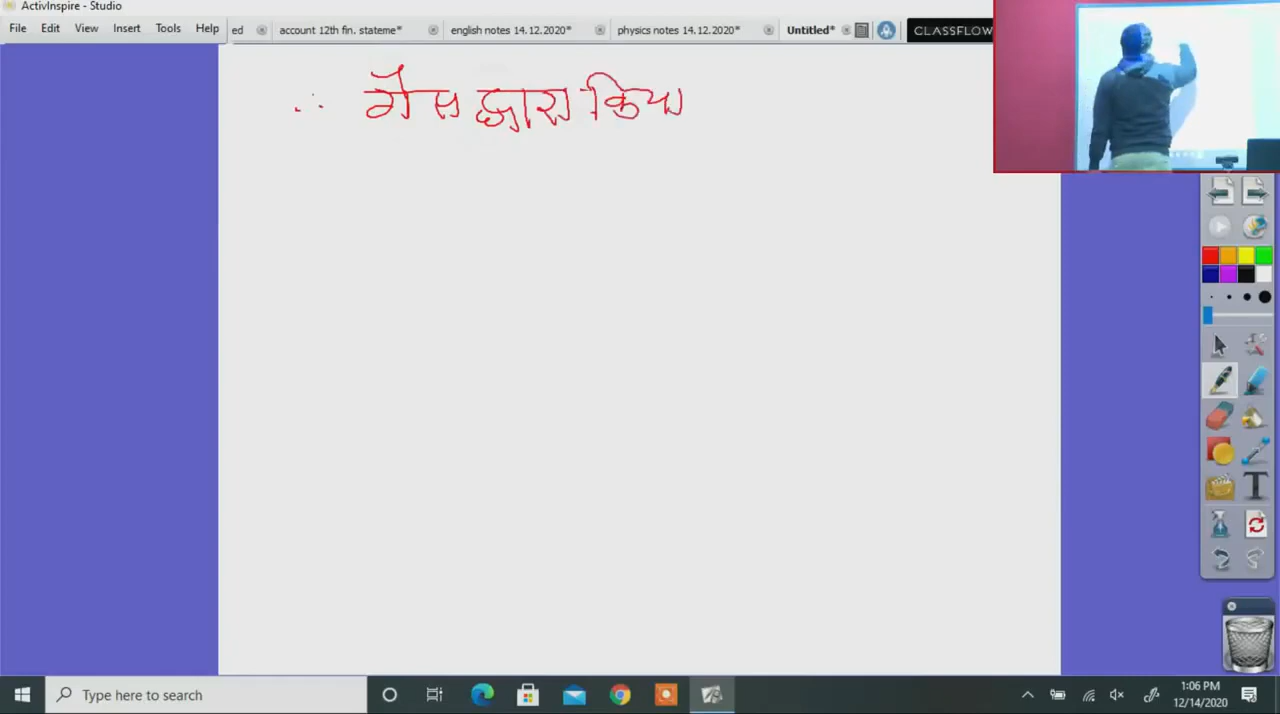 ActivInspire - Studio
File Edit View Insert Tools Help
ed account 12th fin. stateme* english notes 14.12.2020* physics notes 14.12.2020* Untitled* CLASSFLOW
∴ गैस द्वारा किया
T
Type here to search
1:06 PM
12/14/2020